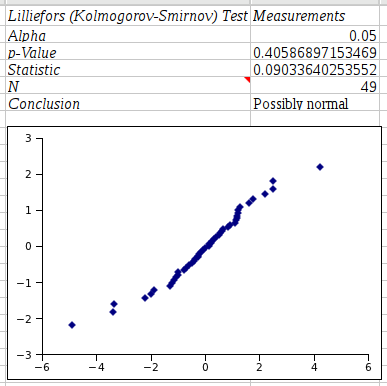 Lilliefors (Kolmogorov-Smirnov) Test Measurements
Alpha 0.05
p-Value 0.40586897153469
Statistic 0.09033640253552
N 49
Conclusion Possibly normal
3
2
1
0
−1
−2
−3
−6 −4 −2 0 2 4 6